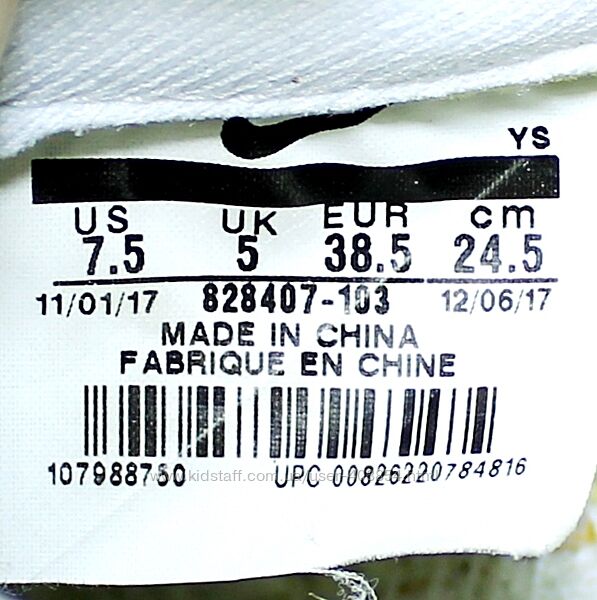 YS
US UK EUR cm
7.5 5 38.5 24.5
11/01/17 828407-103 12/06/17
MADE IN CHINA
FABRIQUE EN CHINE
107988750 UPC 00826220784816